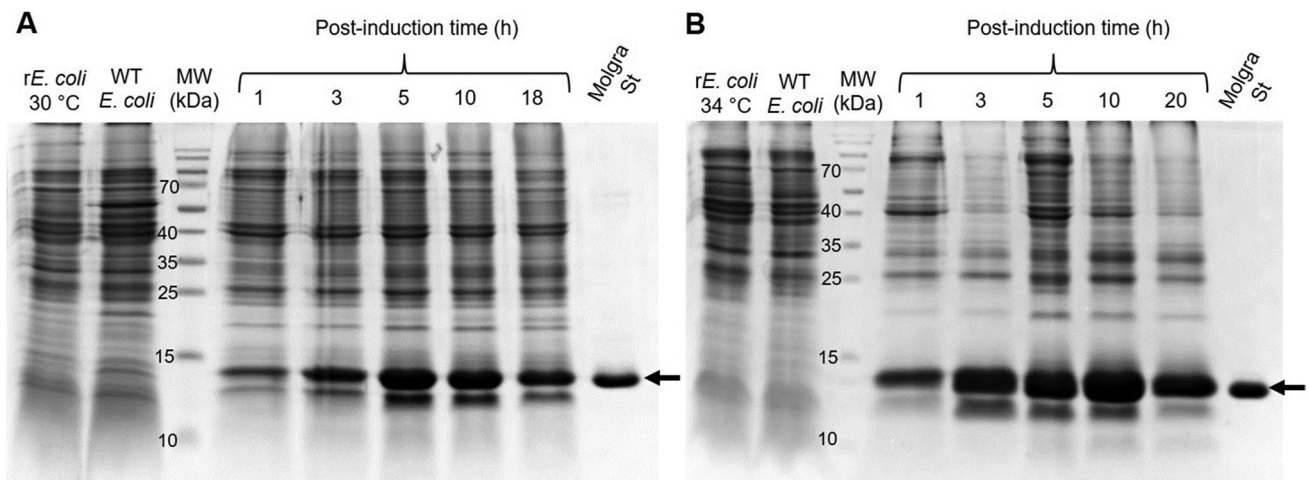 A
Post-induction time (h)
rE. coli
30 °C
WT
E. coli
MW
(kDa)
1 3 5 10 18
Molgra
St
70
40
35
25
15
10
B
Post-induction time (h)
rE. coli
34 °C
WT
E. coli
MW
(kDa)
1 3 5 10 20
Molgra
St
70
40
35
25
15
10